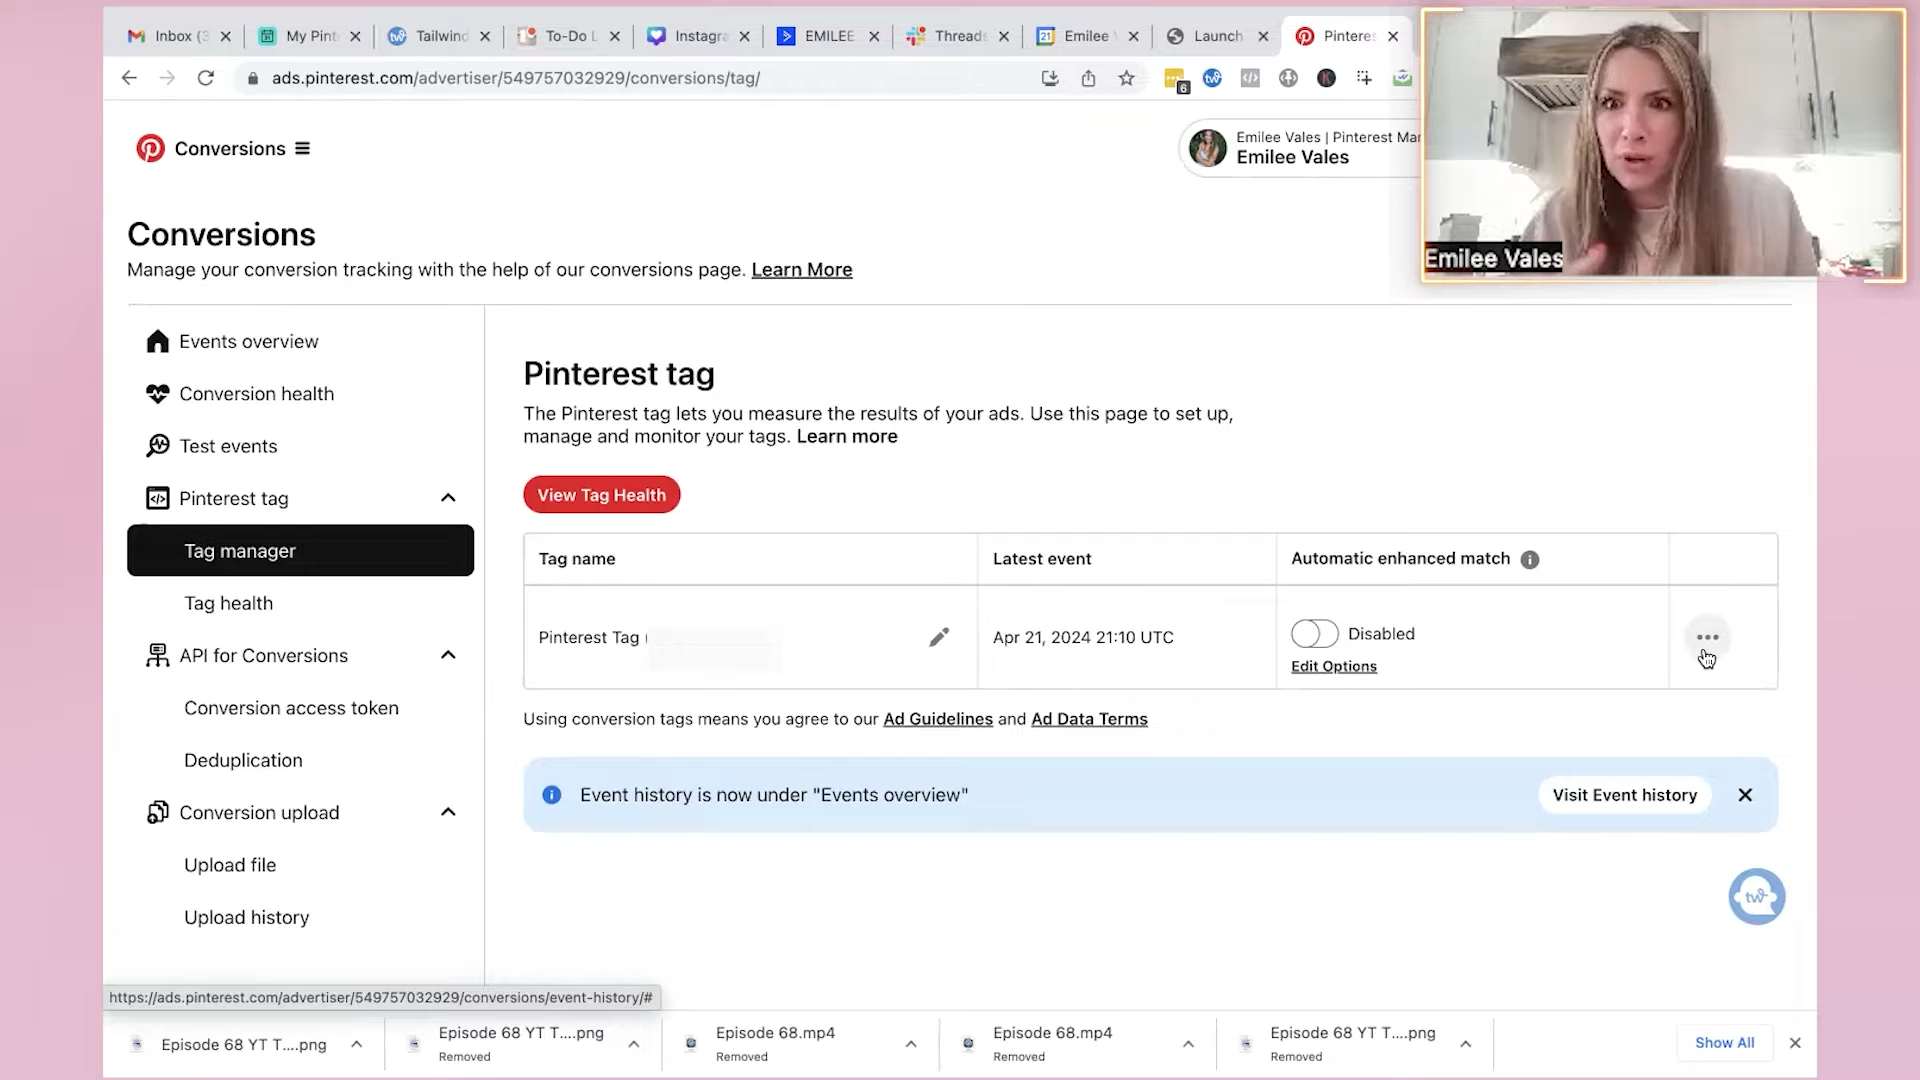 Inbox (3
My Pint
Tailwind
To-Do L
Instagra
EMILEE
Threads
21
Emilee V
Launch
Pinteres
ads.pinterest.com/advertiser/549757032929/conversions/tag/
6
K
Conversions
Emilee Vales | Pinterest Mar
Emilee Vales
Emilee Vales
Conversions
Manage your conversion tracking with the help of our conversions page. Learn More
Events overview
Conversion health
Test events
Pinterest tag
Tag manager
Tag health
API for Conversions
Conversion access token
Deduplication
Conversion upload
Upload file
Upload history
Pinterest tag
The Pinterest tag lets you measure the results of your ads. Use this page to set up,
manage and monitor your tags. Learn more
View Tag Health
Tag name
Latest event
Automatic enhanced match
Pinterest Tag (
Apr 21, 2024 21:10 UTC
Disabled
Edit Options
Using conversion tags means you agree to our Ad Guidelines and Ad Data Terms
Event history is now under "Events overview"
Visit Event history
tw
https://ads.pinterest.com/advertiser/549757032929/conversions/event-history/#
Episode 68 YT T....png
Episode 68 YT T....png
Removed
Episode 68.mp4
Removed
Episode 68.mp4
Removed
Episode 68 YT T....png
Removed
Show All